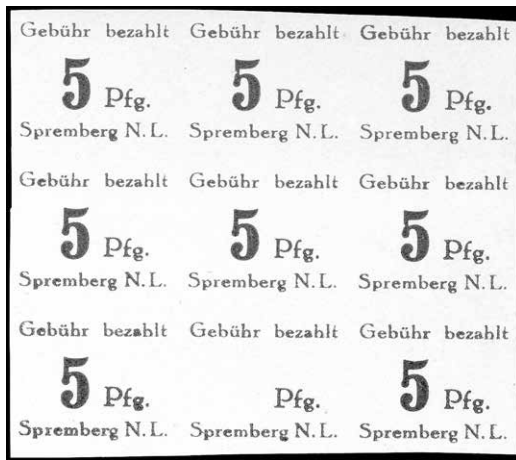 Gebühr bezahlt Gebühr bezahlt Gebühr bezahlt
5 Pfg. 5 Pfg. 5 Pfg.
Spremberg N.L. Spremberg N.L. Spremberg N.L.
Gebühr bezahlt Gebühr bezahlt Gebühr bezahlt
5 Pfg. 5 Pfg. 5 Pfg.
Spremberg N.L. Spremberg N.L. Spremberg N.L.
Gebühr bezahlt Gebühr bezahlt Gebühr bezahlt
5 Pfg. Pfg. 5 Pfg.
Spremberg N.L. Spremberg N.L. Spremberg N.L.